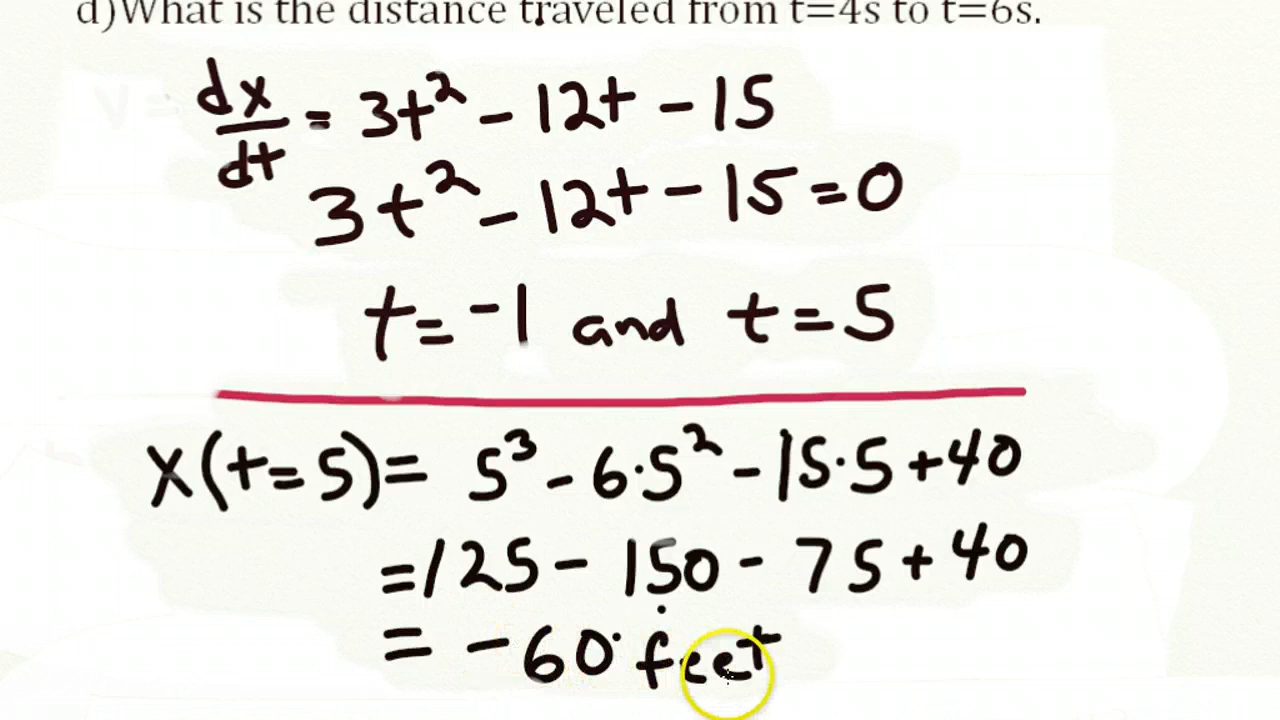 d)What is the distance traveled from t=4s to t=6s.
dx/dt = 3t² - 12t - 15
3t² - 12t - 15 = 0
t = -1 and t = 5
x(t=5) = 5³ - 6·5² - 15·5 + 40
= 125 - 150 - 75 + 40
= -60 feet